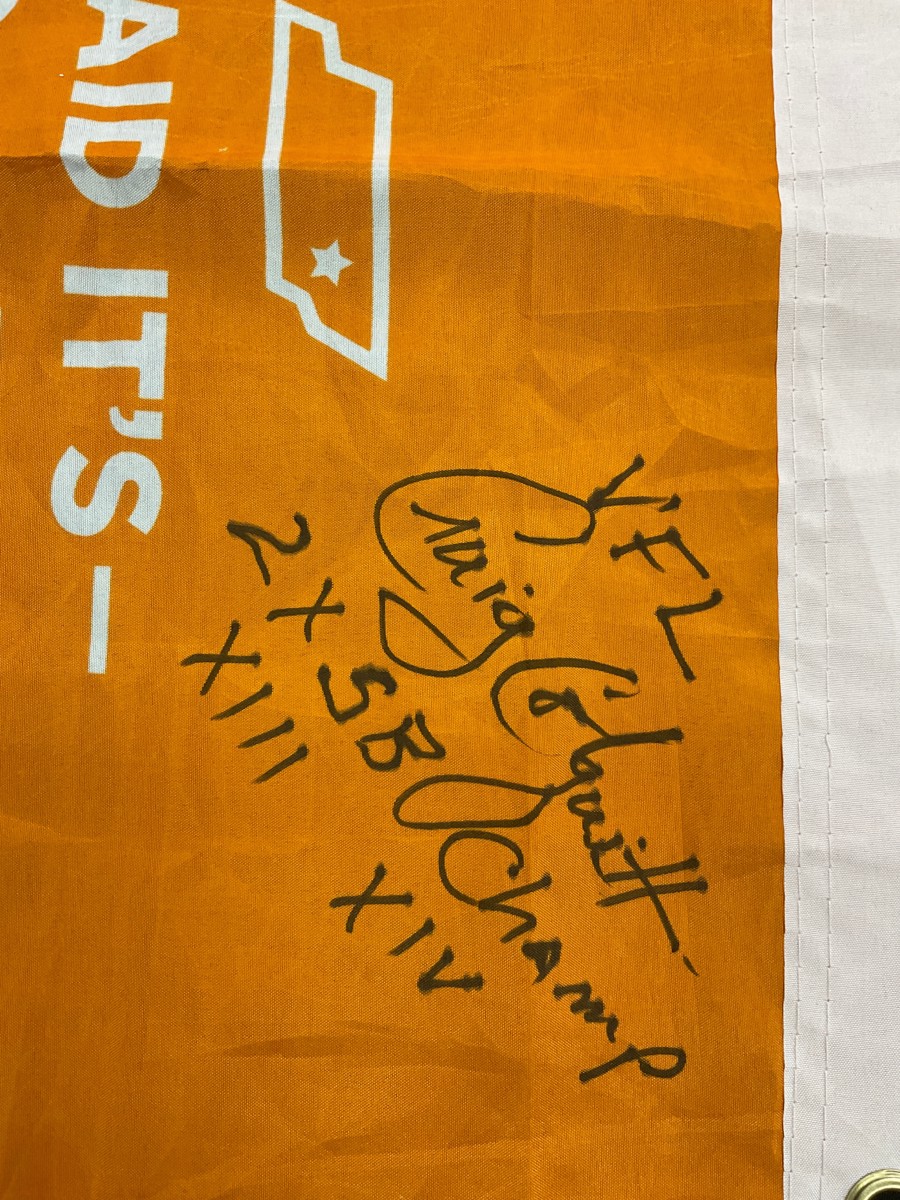 AID IT'S—
VFL
Craig Colquitt
2X SB Champ
XIII XIV